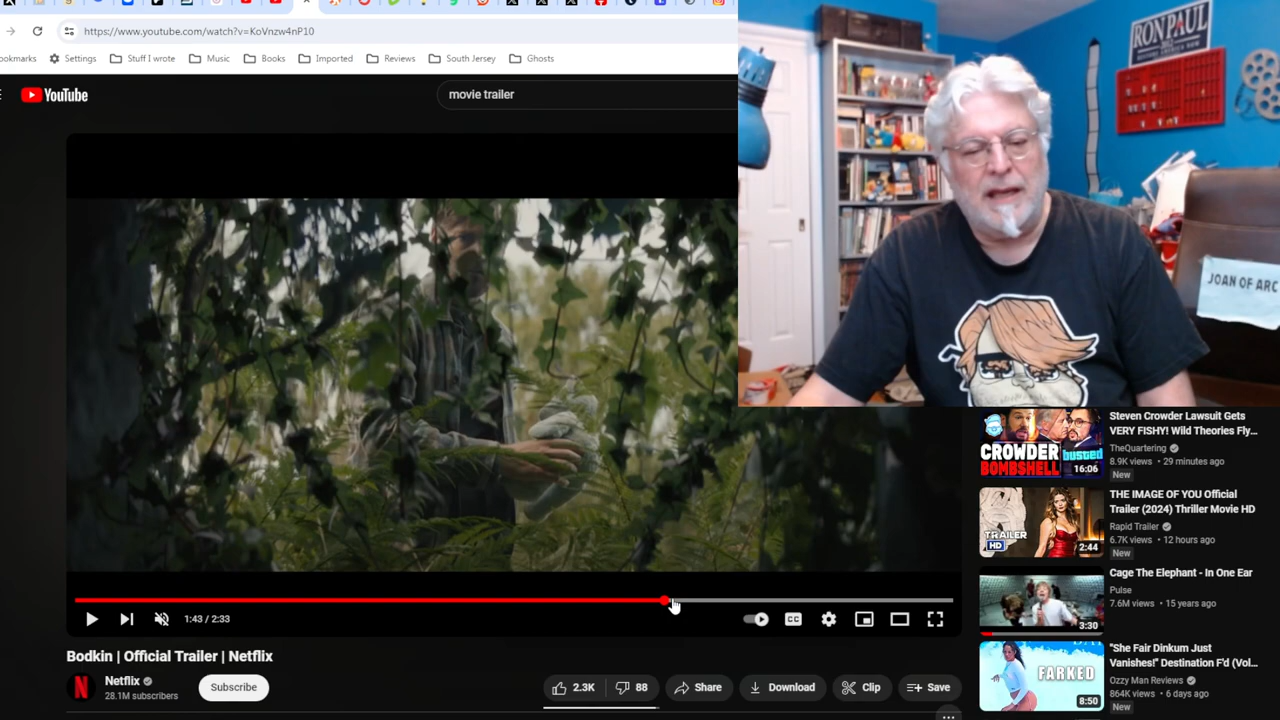 https://www.youtube.com/watch?v=KoVnzw4nP10
ookmarks
Settings
Stuff I wrote
Music
Books
Imported
Reviews
South Jersey
Ghosts
YouTube
movie trailer
RON PAUL
JOAN OF ARC
1:43 / 2:33
CC
Bodkin | Official Trailer | Netflix
Netflix
28.1M subscribers
Subscribe
2.3K
88
Share
Download
Clip
Save
CROWDER
BOMBSHELL
busted
16:06
Steven Crowder Lawsuit Gets
VERY FISHY! Wild Theories Fly...
TheQuartering
8.9K views • 29 minutes ago
New
TRAILER
HD
2:44
THE IMAGE OF YOU Official
Trailer (2024) Thriller Movie HD
Rapid Trailer
6.7K views • 12 hours ago
New
3:30
Cage The Elephant - In One Ear
Pulse
7.6M views • 15 years ago
FARKED
8:50
"She Fair Dinkum Just
Vanishes!" Destination F'd (Vol...
Ozzy Man Reviews
864K views • 6 days ago
New